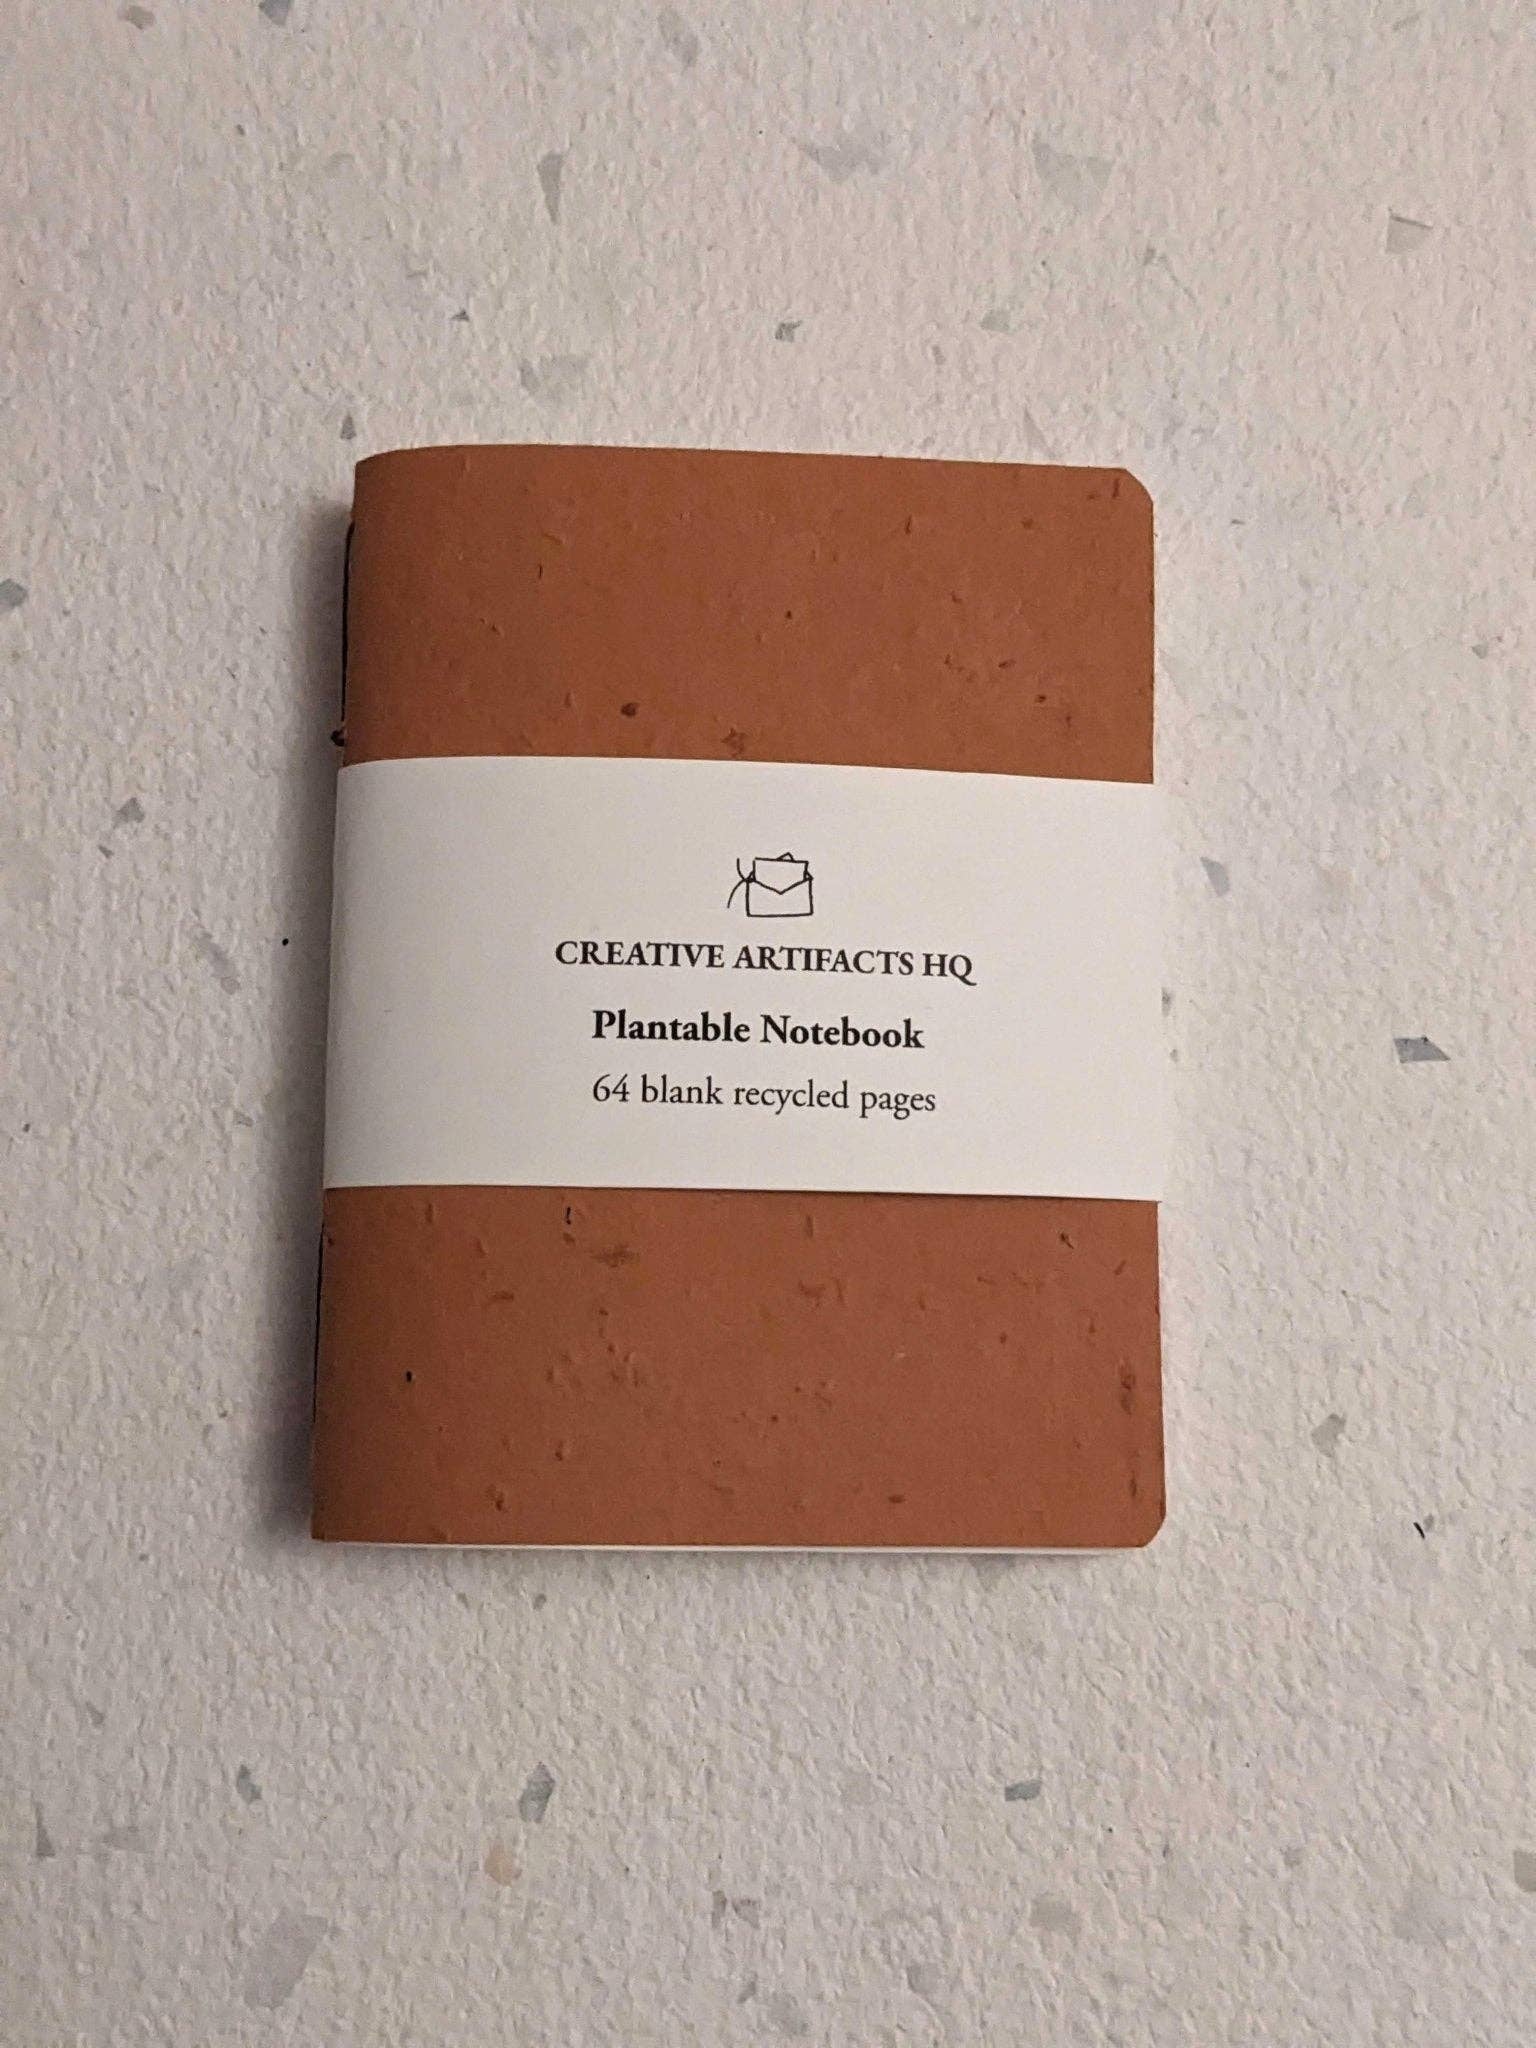 CREATIVE ARTIFACTS HQ
Plantable Notebook
64 blank recycled pages